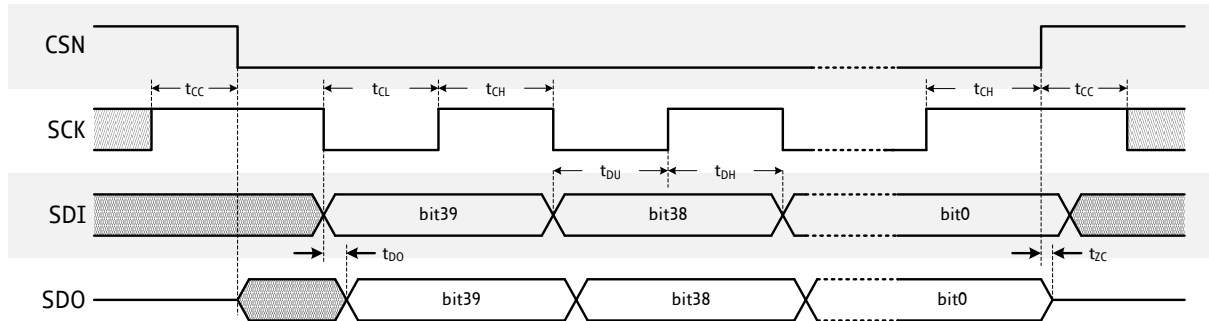 CSN
tCC tCL tCH tCH tCC
SCK
tDU tDH
SDI bit39 bit38 bit0
tDO tZC
SDO bit39 bit38 bit0